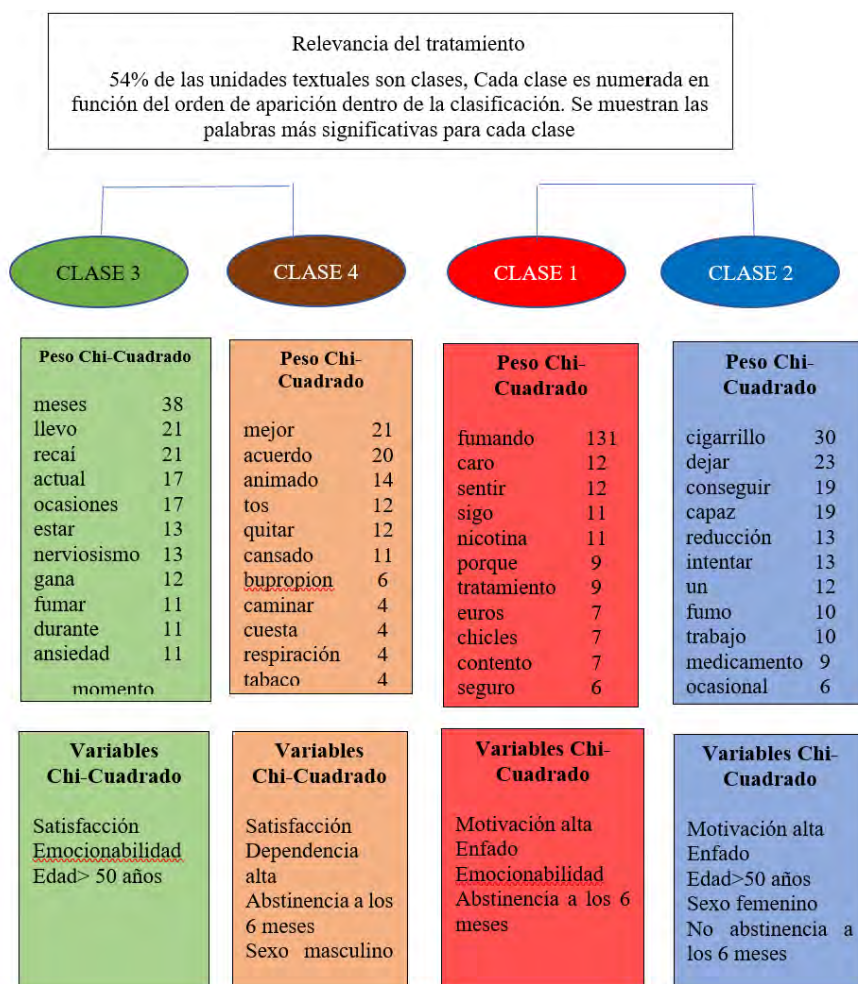 Relevancia del tratamiento
54% de las unidades textuales son clases, Cada clase es numerada en
función del orden de aparición dentro de la clasificación. Se muestran las
palabras más significativas para cada clase
CLASE 3
CLASE 4
CLASE 1
CLASE 2
Peso Chi-Cuadrado
meses 38
llevo 21
recaí 21
actual 17
ocasiones 17
estar 13
nerviosismo 13
gana 12
fumar 11
durante 11
ansiedad 11
momento
Peso Chi-
Cuadrado
mejor 21
acuerdo 20
animado 14
tos 12
quitar 12
cansado 11
bupropion 6
caminar 4
cuesta 4
respiración 4
tabaco 4
Peso Chi-
Cuadrado
fumando 131
caro 12
sentir 12
sigo 11
nicotina 11
porque 9
tratamiento 9
euros 7
chicles 7
contento 7
seguro 6
Peso Chi-
Cuadrado
cigarrillo 30
dejar 23
conseguir 19
capaz 19
reducción 13
intentar 13
un 12
fumo 10
trabajo 10
medicamento 9
ocasional 6
Variables
Chi-Cuadrado
Satisfacción
Emocionabilidad
Edad> 50 años
Variables
Chi-Cuadrado
Satisfacción
Dependencia
alta
Abstinencia a los
6 meses
Sexo masculino
Variables Chi-
Cuadrado
Motivación alta
Enfado
Emocionabilidad
Abstinencia a los 6
meses
Variables Chi-
Cuadrado
Motivación alta
Enfado
Edad>50 años
Sexo femenino
No abstinencia a
los 6 meses